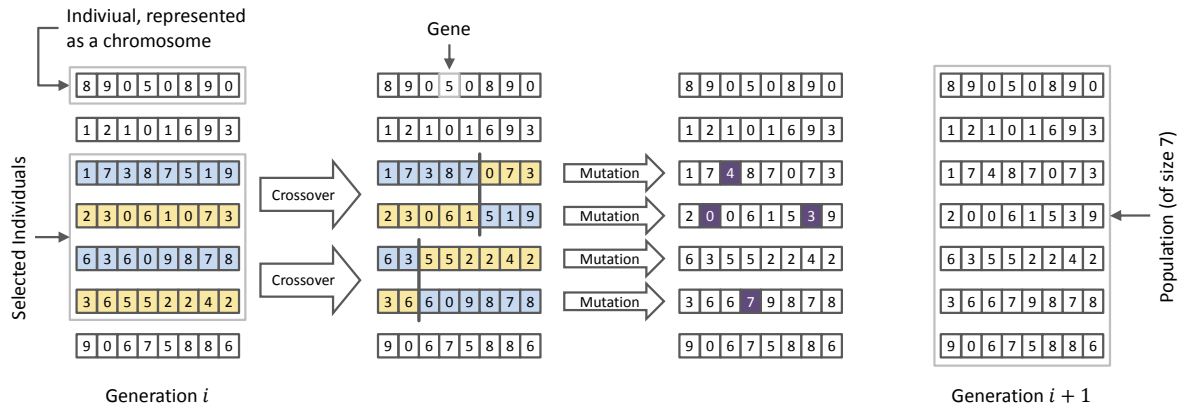 Indiviual, represented
as a chromosome
Gene
8 9 0 5 0 8 9 0
8 9 0 5 0 8 9 0
8 9 0 5 0 8 9 0
8 9 0 5 0 8 9 0
1 2 1 0 1 6 9 3
1 2 1 0 1 6 9 3
1 2 1 0 1 6 9 3
1 2 1 0 1 6 9 3
Selected Individuals
1 7 3 8 7 5 1 9
Crossover
1 7 3 8 7 0 7 3
Mutation
1 7 4 8 7 0 7 3
1 7 4 8 7 0 7 3
2 3 0 6 1 0 7 3
2 3 0 6 1 5 1 9
Mutation
2 0 0 6 1 5 3 9
2 0 0 6 1 5 3 9
Population (of size 7)
6 3 6 0 9 8 7 8
Crossover
6 3 5 5 2 2 4 2
Mutation
6 3 5 5 2 2 4 2
6 3 5 5 2 2 4 2
3 6 5 5 2 2 4 2
3 6 6 0 9 8 7 8
Mutation
3 6 6 7 9 8 7 8
3 6 6 7 9 8 7 8
9 0 6 7 5 8 8 6
9 0 6 7 5 8 8 6
9 0 6 7 5 8 8 6
9 0 6 7 5 8 8 6
Generation i
Generation i + 1